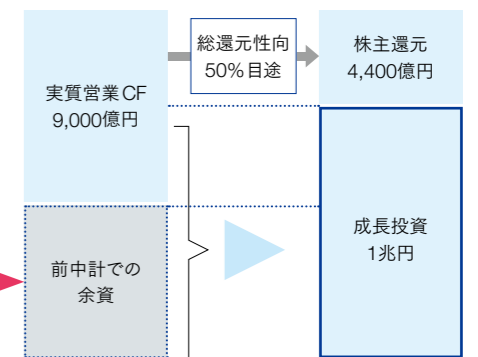 実質営業CF
9,000億円
総還元性向
50%目途
株主還元
4,400億円
前中計での
余資
成長投資
1兆円